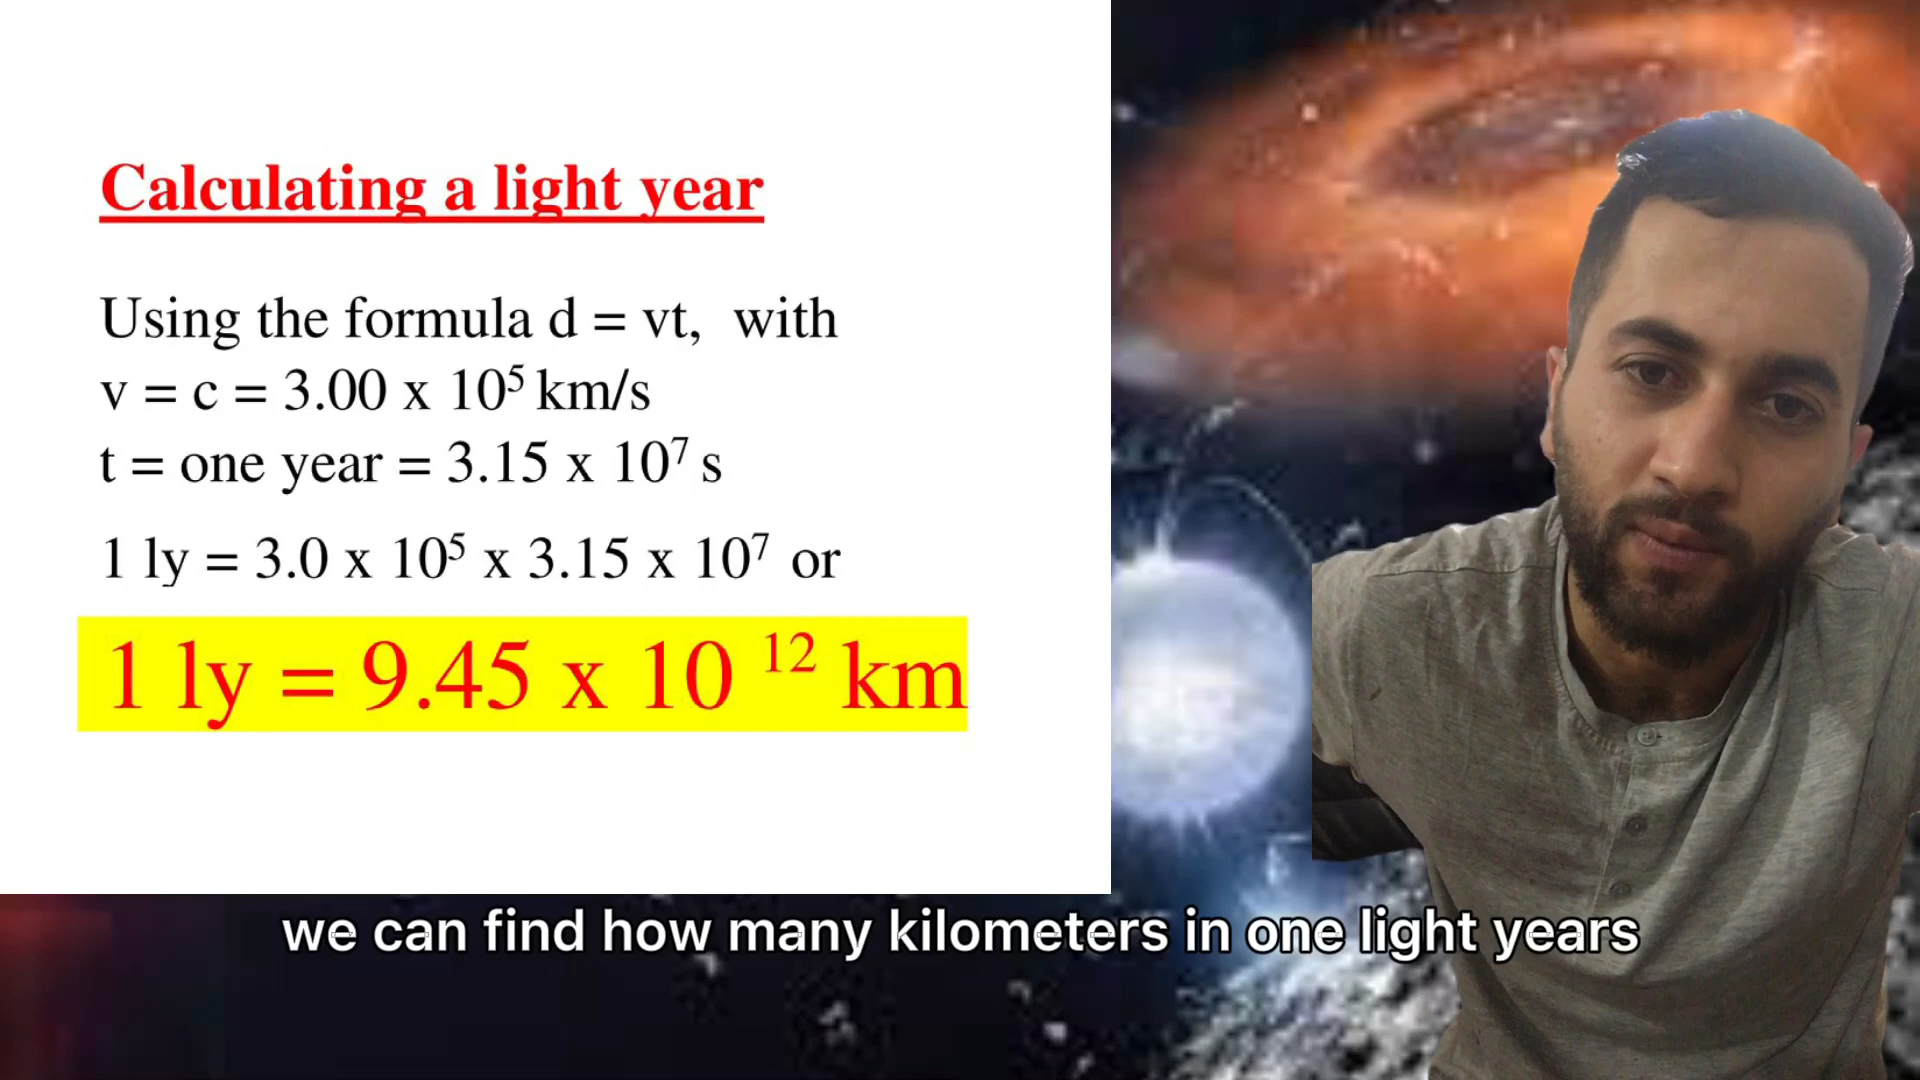 Calculating a light year
Using the formula d = vt, with
v = c = 3.00 x 10⁵ km/s
t = one year = 3.15 x 10⁷ s
1 ly = 3.0 x 10⁵ x 3.15 x 10⁷ or
1 ly = 9.45 x 10 ¹² km
we can find how many kilometers in one light years